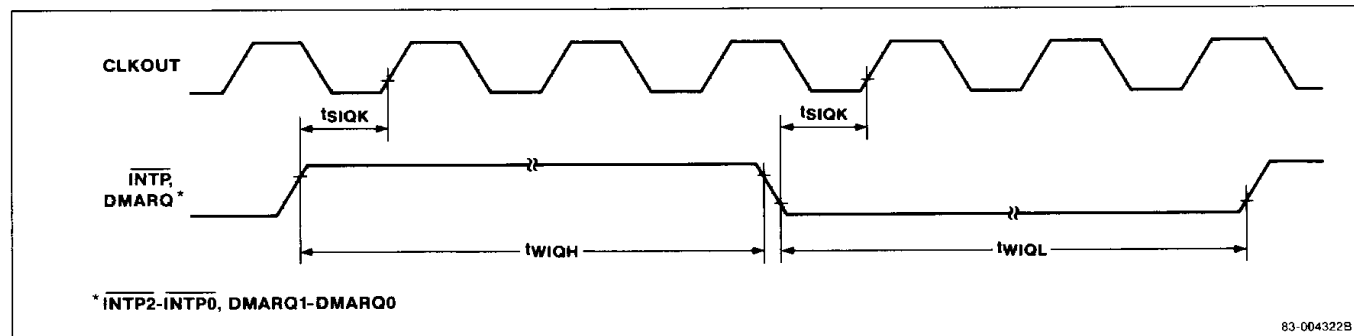 CLKOUT
tSIQK
tSIQK
INTP,
DMARQ*
tWIQH
tWIQL
*INTP2-INTP0, DMARQ1-DMARQ0
83-004322B